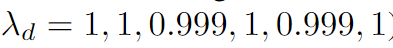 λ_d = 1, 1, 0.999, 1, 0.999, 1)